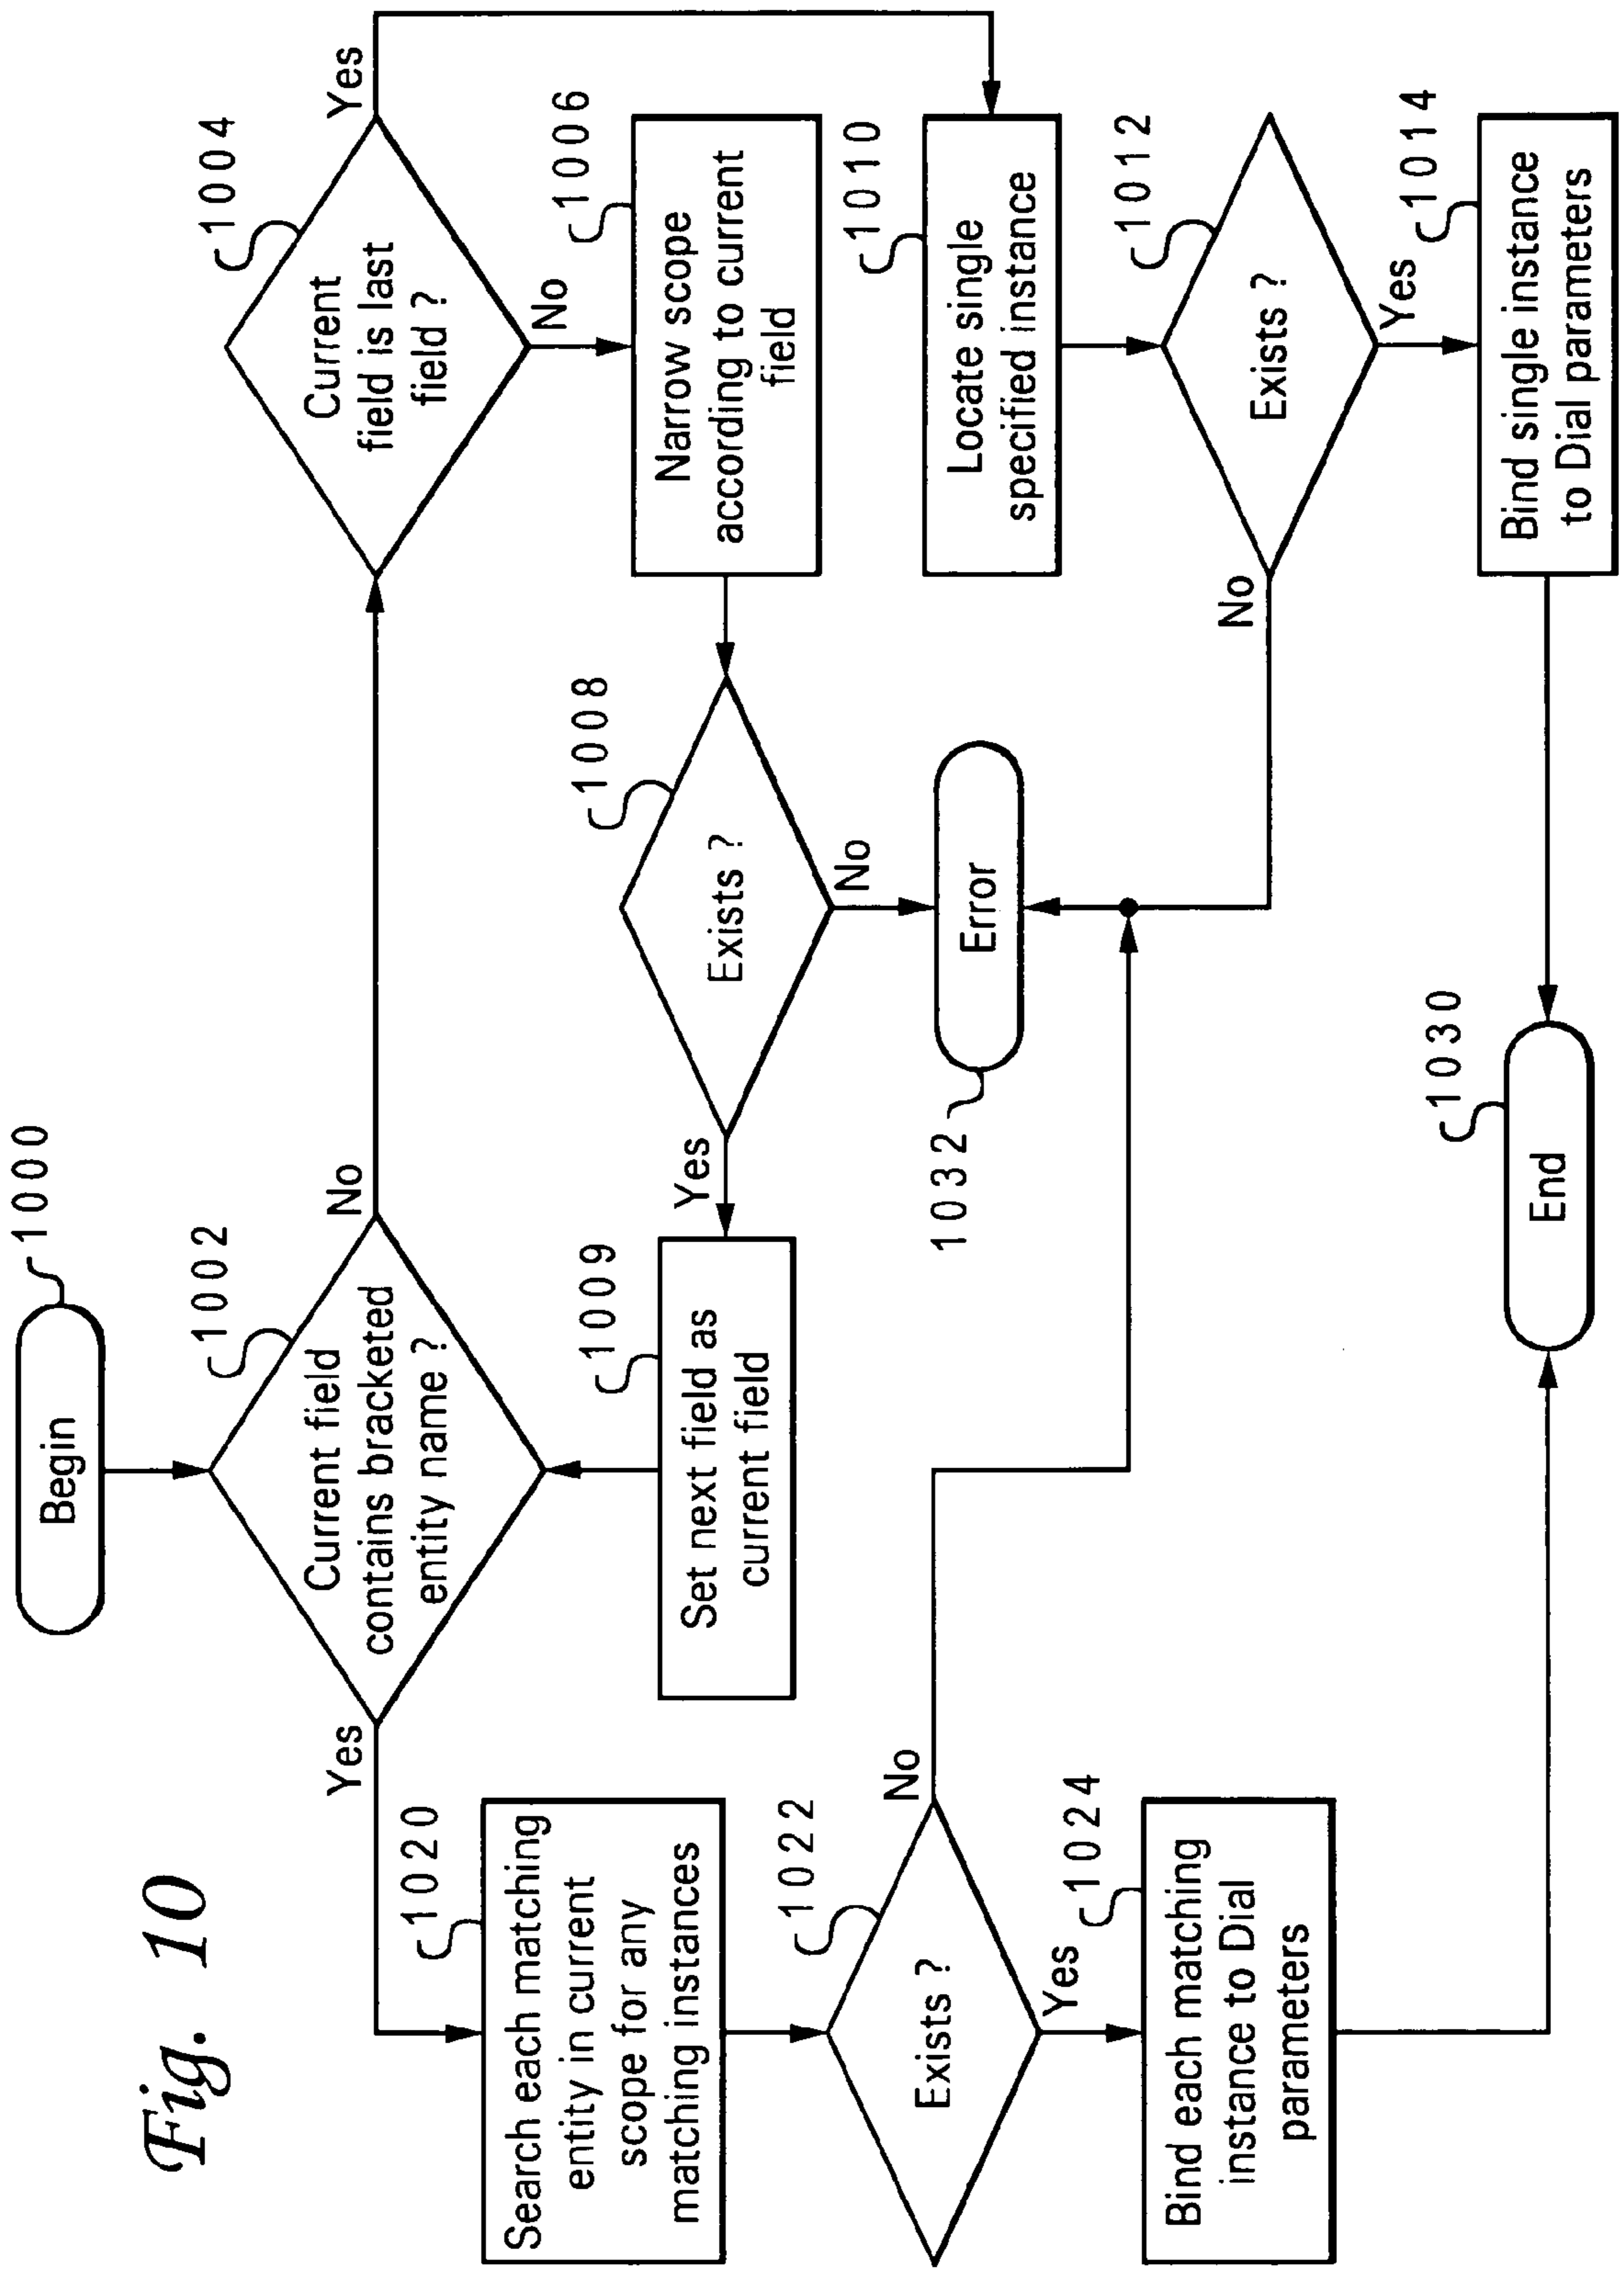 Fig. 10
Begin
1000
Current field
contains bracketed
entity name ?
1002
Yes
No
Current
field is last
field ?
1004
Yes
No
Narrow scope
according to current
field
1006
Exists ?
1008
Yes
No
Set next field as
current field
1009
Locate single
specified instance
1010
Exists ?
1012
No
Yes
Bind single instance
to Dial parameters
1014
Search each matching
entity in current
scope for any
matching instances
1020
Exists ?
1022
No
Yes
Bind each matching
instance to Dial
parameters
1024
Error
1032
End
1030